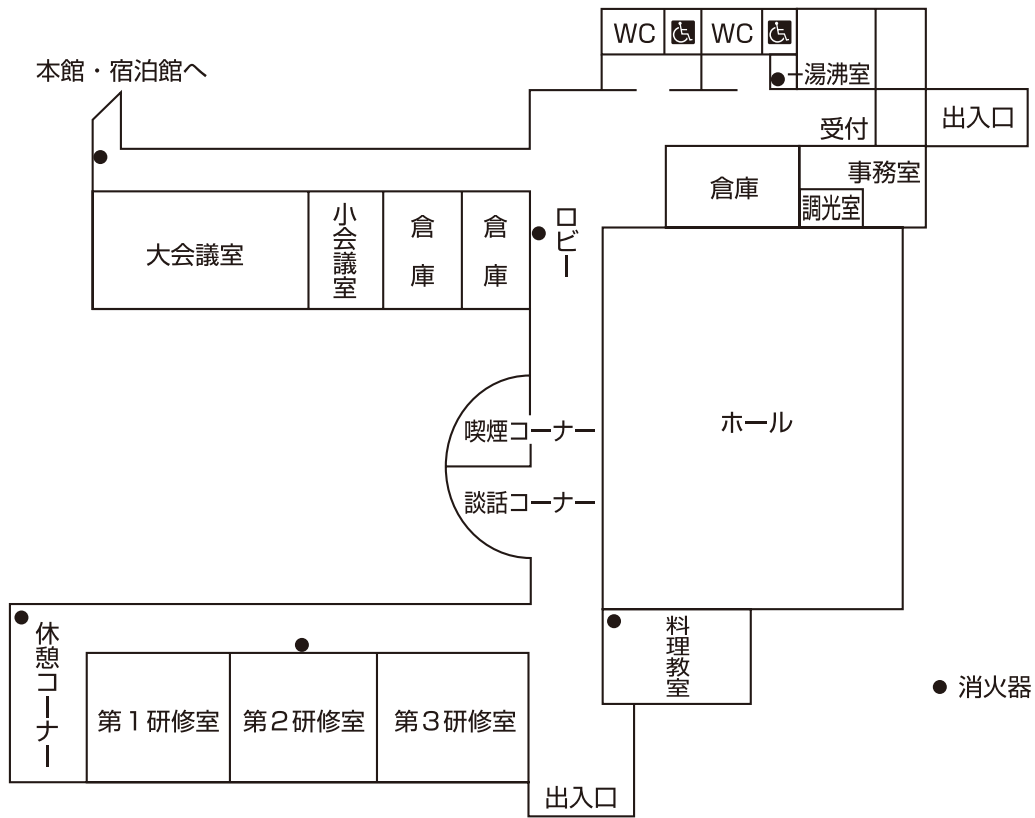 WC
WC
本館・宿泊館へ
湯沸室
受付
出入口
倉庫
事務室
調光室
大会議室
小会議室
倉庫
倉庫
ロビー
喫煙コーナー
談話コーナー
ホール
休憩コーナー
料理教室
● 消火器
第1研修室
第2研修室
第3研修室
出入口